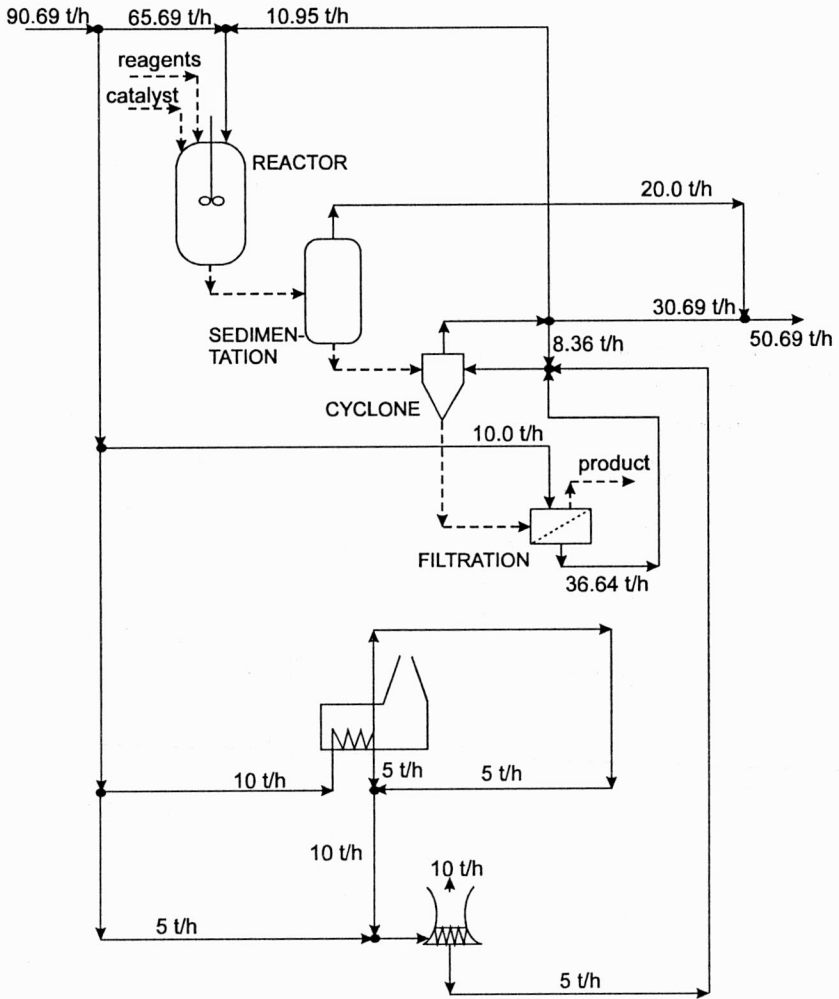 90.69 t/h
65.69 t/h
10.95 t/h
reagents
catalyst
REACTOR
20.0 t/h
SEDIMEN-
TATION
30.69 t/h
50.69 t/h
8.36 t/h
CYCLONE
10.0 t/h
product
FILTRATION
36.64 t/h
10 t/h
5 t/h
5 t/h
10 t/h
10 t/h
5 t/h
5 t/h